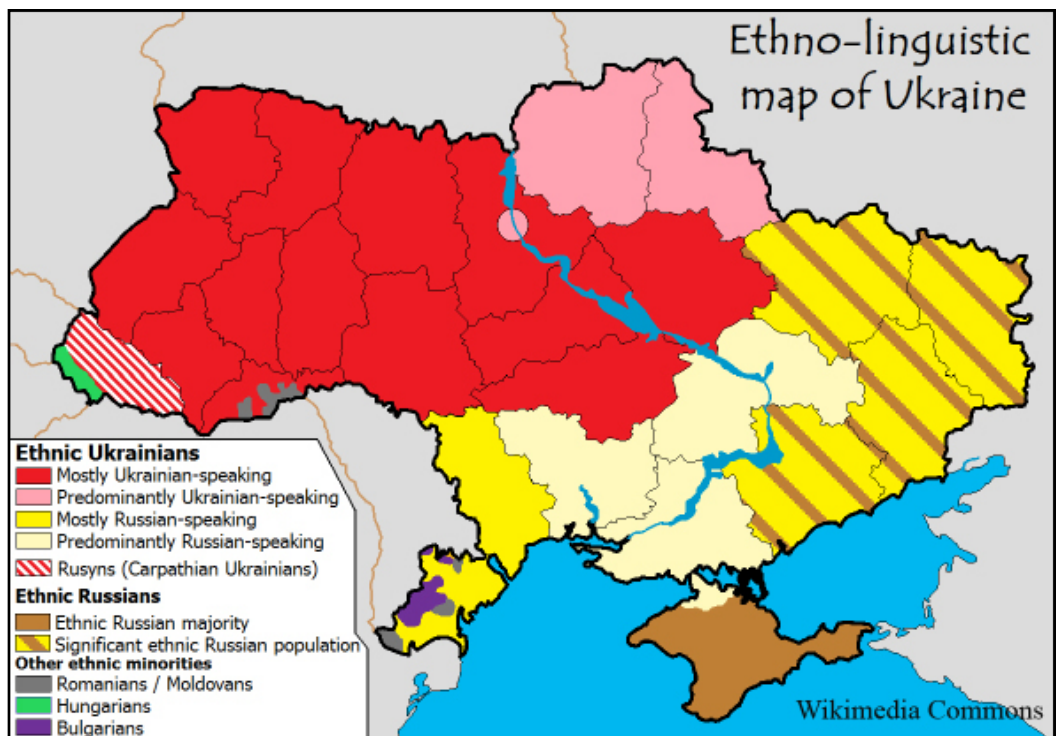 Ethno-linguistic
map of Ukraine
Ethnic Ukrainians
Mostly Ukrainian-speaking
Predominantly Ukrainian-speaking
Mostly Russian-speaking
Predominantly Russian-speaking
Rusyns (Carpathian Ukrainians)
Ethnic Russians
Ethnic Russian majority
Significant ethnic Russian population
Other ethnic minorities
Romanians / Moldovans
Hungarians
Bulgarians
Wikimedia Commons